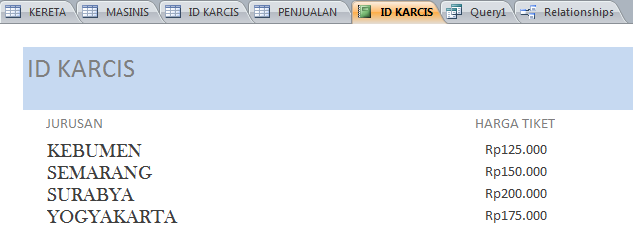 KERETA MASINIS ID KARCIS PENJUALAN ID KARCIS Query1 Relationships
ID KARCIS
JURUSAN HARGA TIKET
KEBUMEN Rp125.000
SEMARANG Rp150.000
SURABYA Rp200.000
YOGYAKARTA Rp175.000